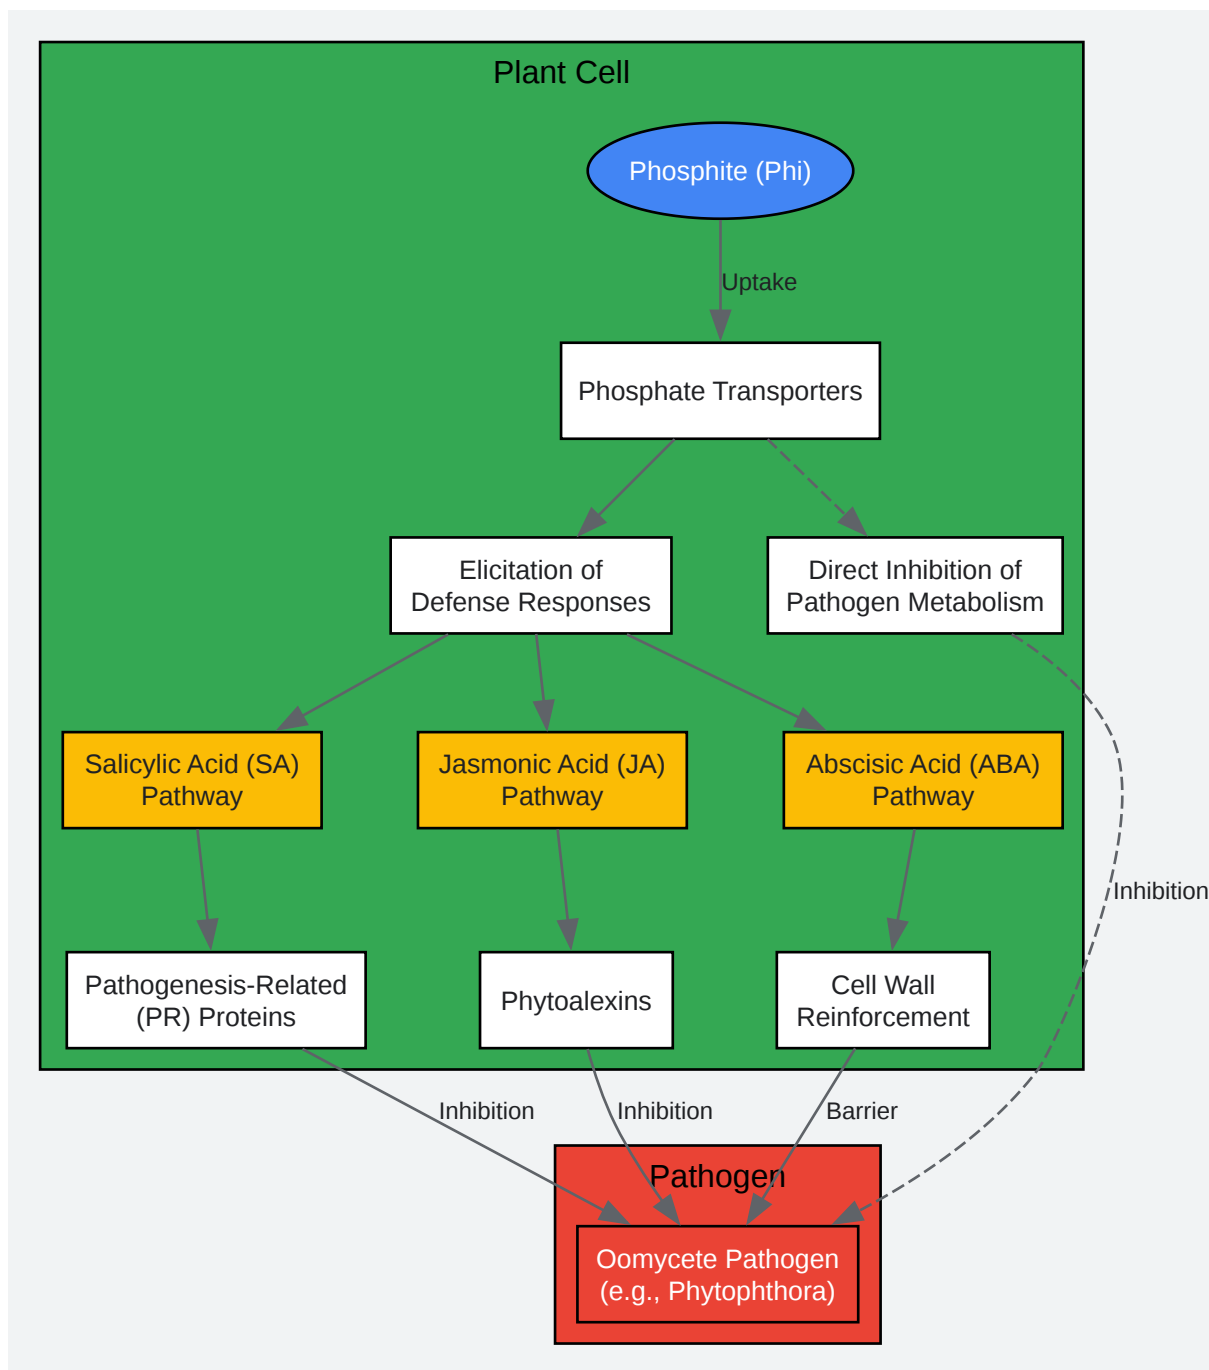 Plant Cell
Phosphite (Phi)
Uptake
Phosphate Transporters
Elicitation of
Defense Responses
Direct Inhibition of
Pathogen Metabolism
Salicylic Acid (SA)
Pathway
Jasmonic Acid (JA)
Pathway
Abscisic Acid (ABA)
Pathway
Inhibition
Pathogenesis-Related
(PR) Proteins
Phytoalexins
Cell Wall
Reinforcement
Inhibition
Inhibition
Barrier
Pathogen
Oomycete Pathogen
(e.g., Phytophthora)